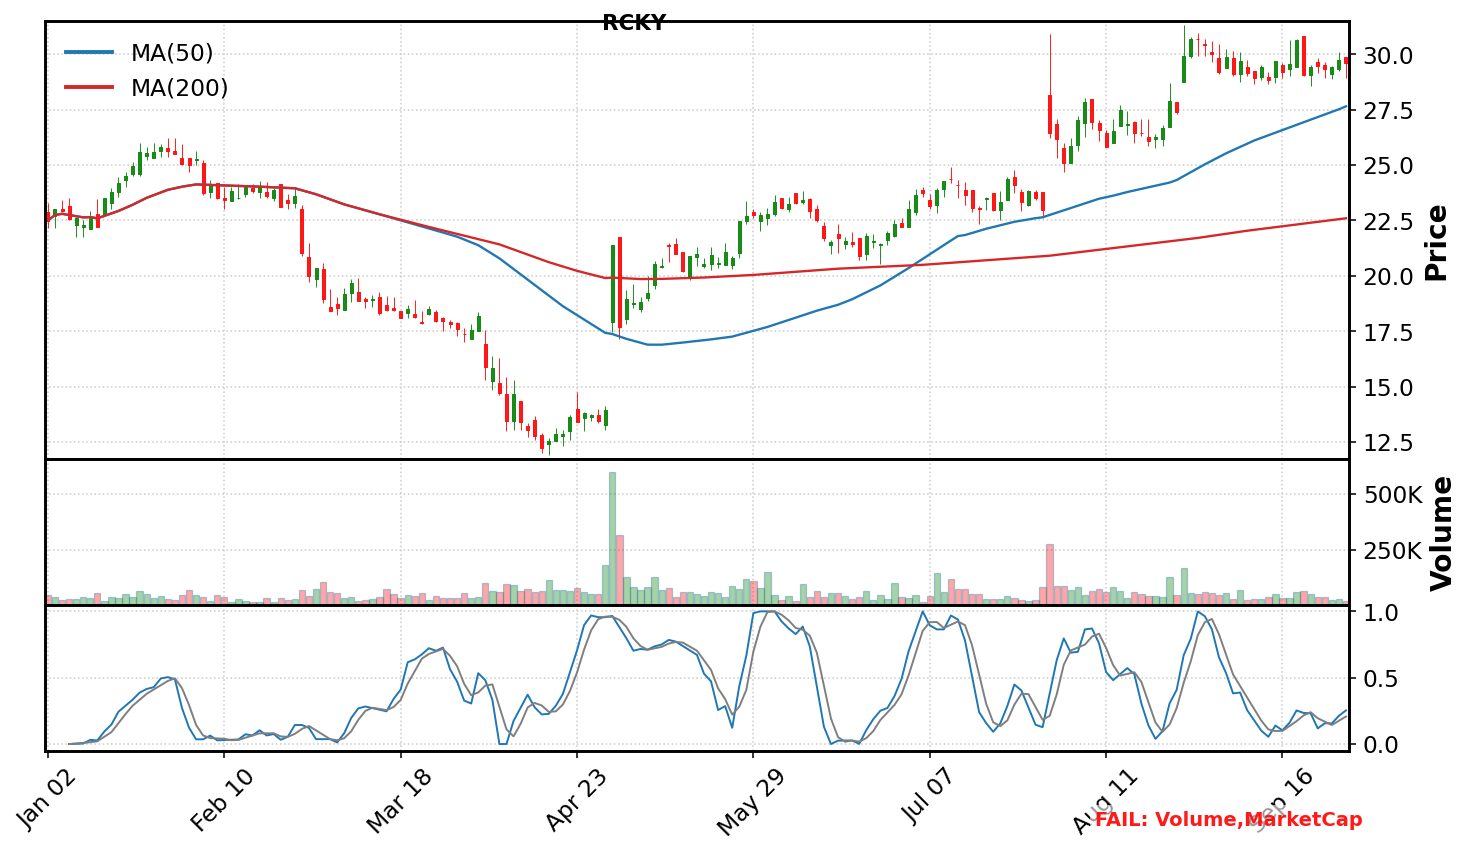 RCKY
MA(50)
MA(200)
30.0
27.5
25.0
22.5
20.0
17.5
15.0
12.5
Price
500K
250K
Volume
1.0
0.5
0.0
Jan 02
Feb 10
Mar 18
Apr 23
May 29
Jul 07
Aug 11
Sep 16
FAIL: Volume,MarketCap